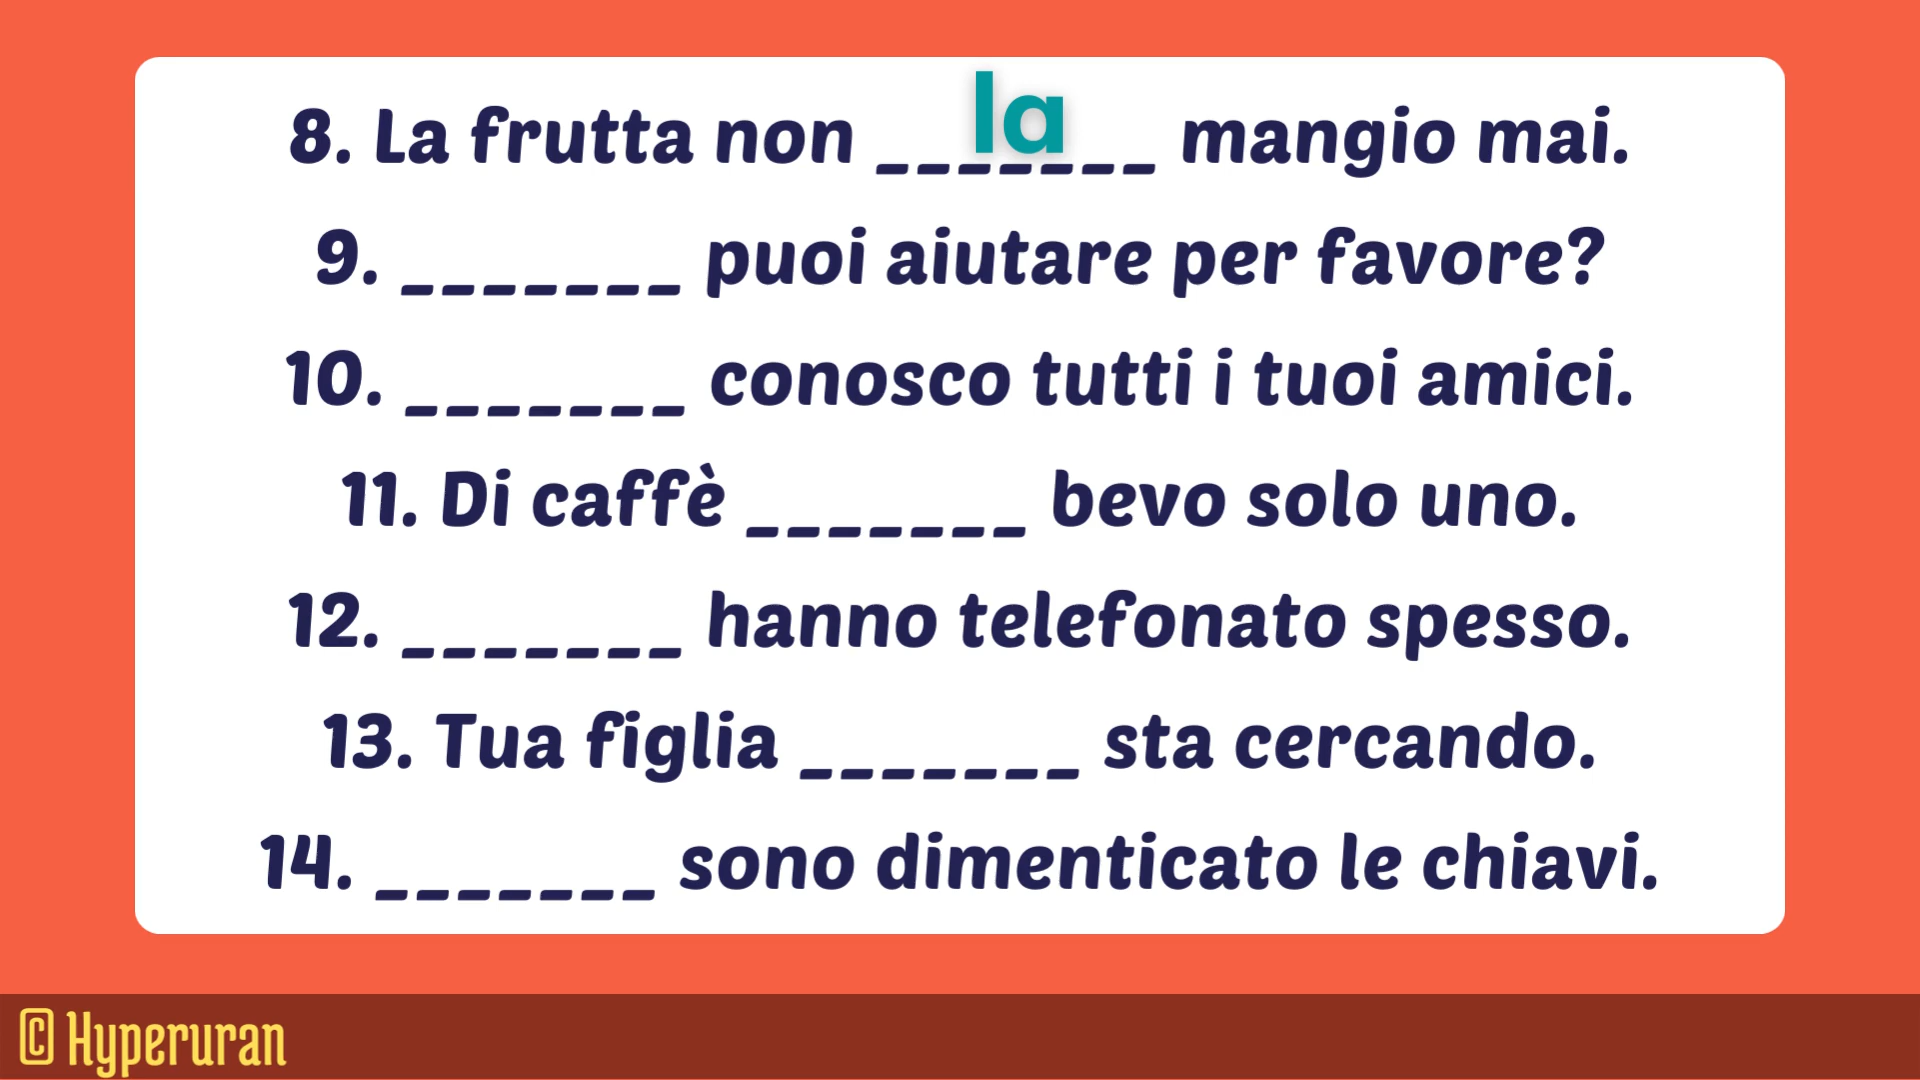 8. La frutta non _______ mangio mai.
la
9. _______ puoi aiutare per favore?
10. _______ conosco tutti i tuoi amici.
11. Di caffè _______ bevo solo uno.
12. _______ hanno telefonato spesso.
13. Tua figlia _______ sta cercando.
14. _______ sono dimenticato le chiavi.
© Hyperuran